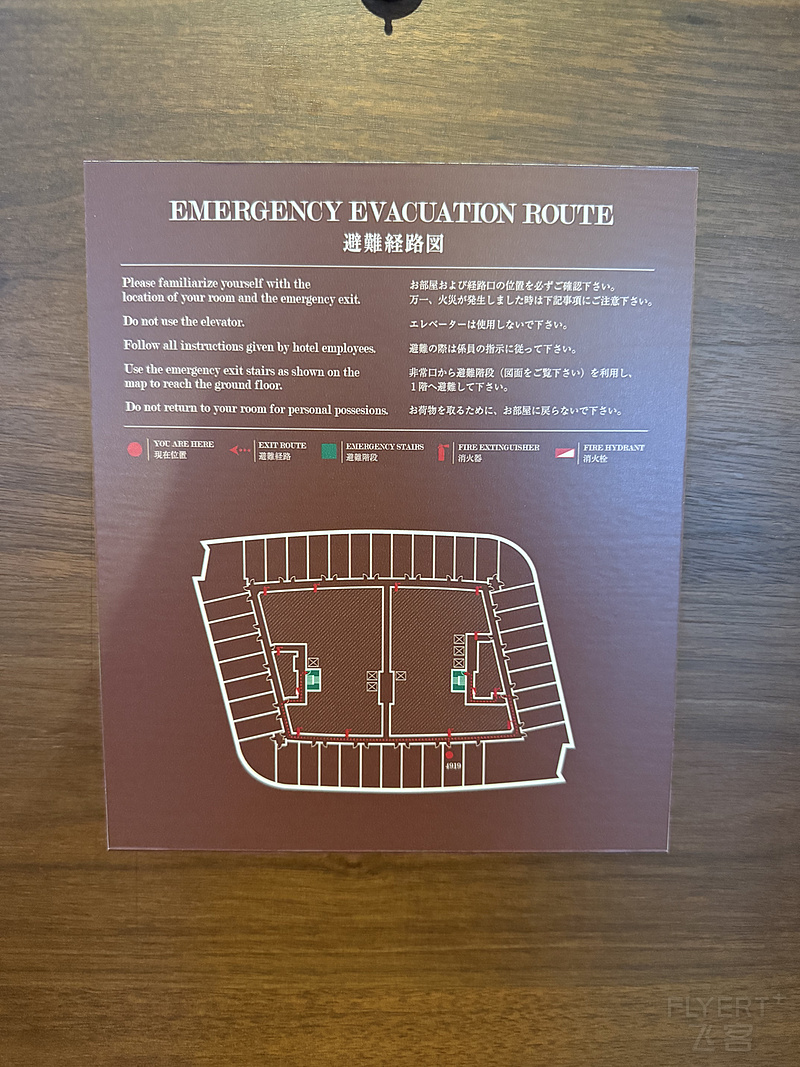 EMERGENCY EVACUATION ROUTE
避難経路図
Please familiarize yourself with the
location of your room and the emergency exit.
お部屋および経路口の位置を必ずご確認下さい。
万一、火災が発生しました時は下記事項にご注意下さい。
Do not use the elevator.
エレベーターは使用しないで下さい。
Follow all instructions given by hotel employees.
避難の際は係員の指示に従って下さい。
Use the emergency exit stairs as shown on the
map to reach the ground floor.
非常口から避難階段（図面をご覧下さい）を利用し、
1階へ避難して下さい。
Do not return to your room for personal possesions.
お荷物を取るために、お部屋に戻らないで下さい。
YOU ARE HERE
現在位置
EXIT ROUTE
避難経路
EMERGENCY STAIRS
避難階段
FIRE EXTINGUISHER
消火器
FIRE HYDRANT
消火栓
4919
FLYERT+
飞客